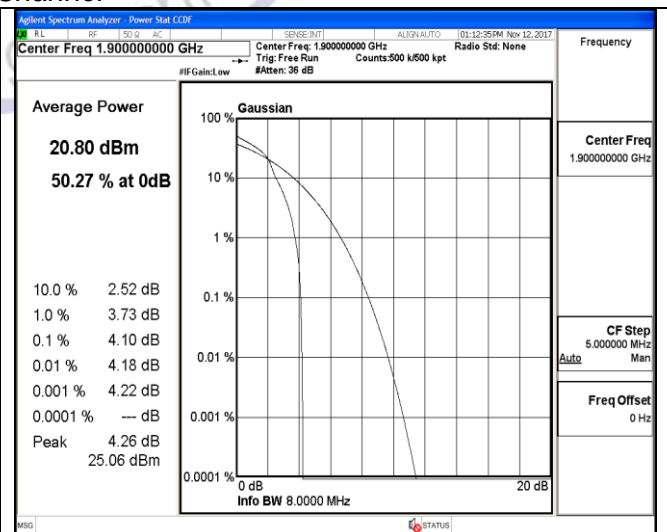 Channel
Agilent Spectrum Analyzer - Power Stat CCDF
RL RF 50 Ω AC SENSE:INT ALIGN AUTO 01:12:35 PM Nov 12, 2017
Center Freq 1.900000000 GHz
Center Freq: 1.900000000 GHz Radio Std: None
Trig: Free Run Counts:500 k/500 kpt
#IFGain:Low #Atten: 36 dB
Frequency
Average Power
20.80 dBm
50.27 % at 0dB
10.0 % 2.52 dB
1.0 % 3.73 dB
0.1 % 4.10 dB
0.01 % 4.18 dB
0.001 % 4.22 dB
0.0001 % --- dB
Peak 4.26 dB
25.06 dBm
Gaussian
100 %
10 %
1 %
0.1 %
0.01 %
0.001 %
0.0001 %
0 dB 20 dB
Info BW 8.0000 MHz
Center Freq
1.900000000 GHz
CF Step
5.000000 MHz
Auto Man
Freq Offset
0 Hz
MSG STATUS